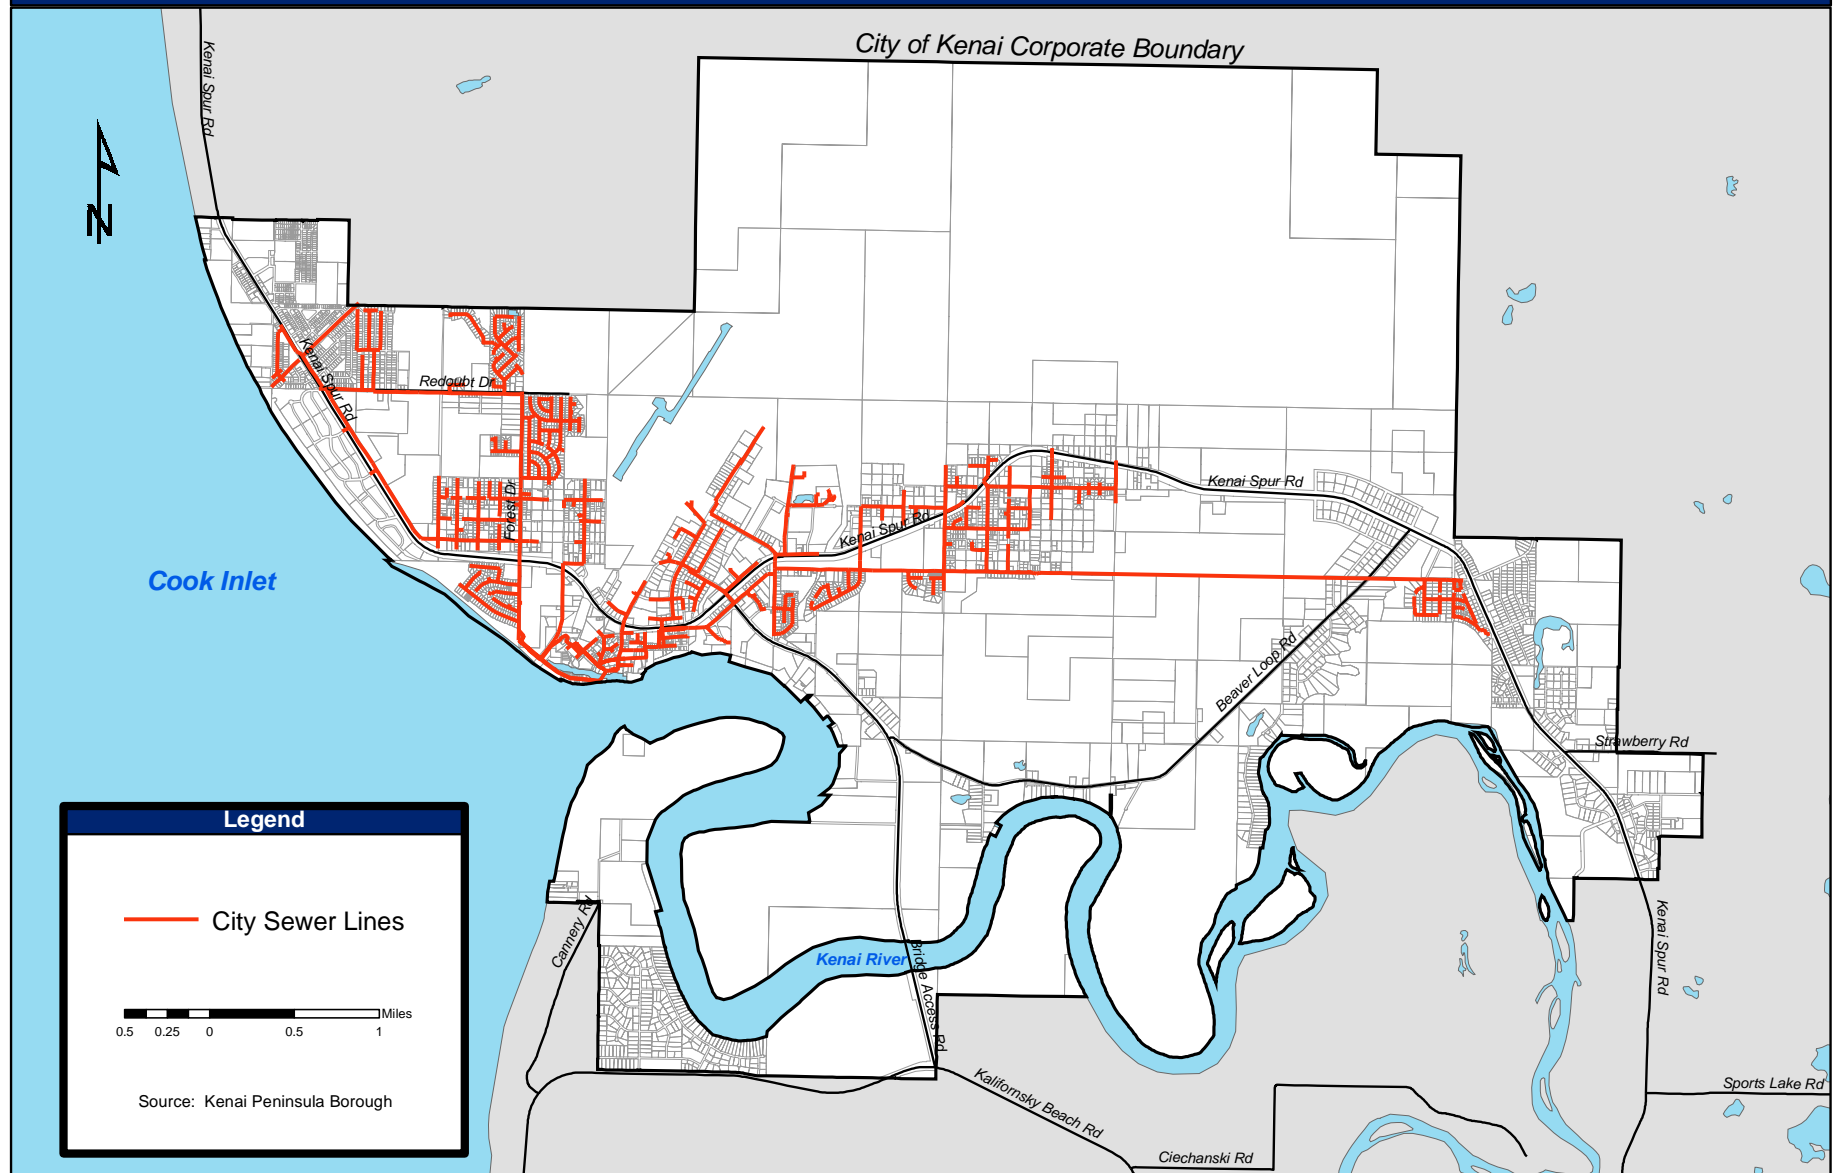 City of Kenai Corporate Boundary
Kenai Spur Rd
N
Kenai Spur Rd
Redoubt Dr
Forest Dr
Kenai Spur Rd
Kenai Spur Rd
Cook Inlet
Beaver Loop Rd
Strawberry Rd
Legend
City Sewer Lines
0.5 0.25 0 0.5 1 Miles
Source: Kenai Peninsula Borough
Cannery Rd
Kenai River
Bridge Access Rd
Kenai Spur Rd
Kalifornsky Beach Rd
Sports Lake Rd
Ciechanski Rd